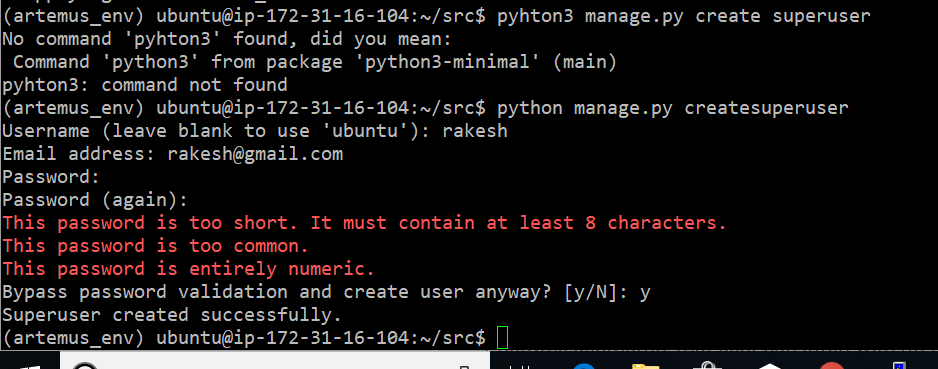 (artemus_env) ubuntu@ip-172-31-16-104:~/src$ pyhton3 manage.py create superuser
No command 'pyhton3' found, did you mean:
 Command 'python3' from package 'python3-minimal' (main)
pyhton3: command not found
(artemus_env) ubuntu@ip-172-31-16-104:~/src$ python manage.py createsuperuser
Username (leave blank to use 'ubuntu'): rakesh
Email address: rakesh@gmail.com
Password:
Password (again):
This password is too short. It must contain at least 8 characters.
This password is too common.
This password is entirely numeric.
Bypass password validation and create user anyway? [y/N]: y
Superuser created successfully.
(artemus_env) ubuntu@ip-172-31-16-104:~/src$